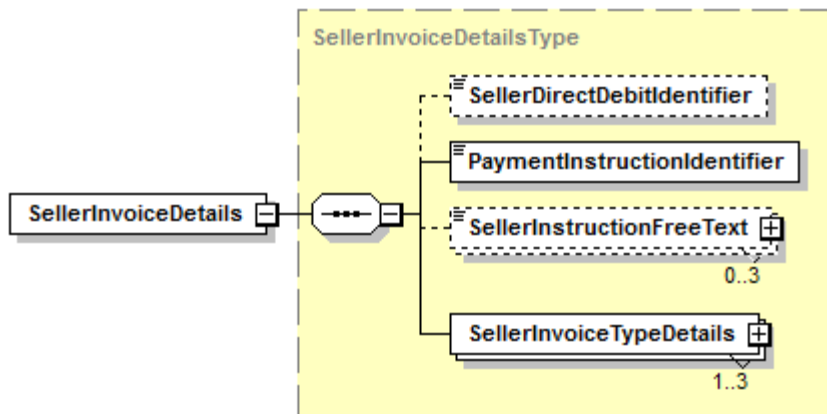 SellerInvoiceDetailsType
SellerDirectDebitIdentifier
PaymentInstructionIdentifier
SellerInvoiceDetails
SellerInstructionFreeText
0..3
SellerInvoiceTypeDetails
1..3